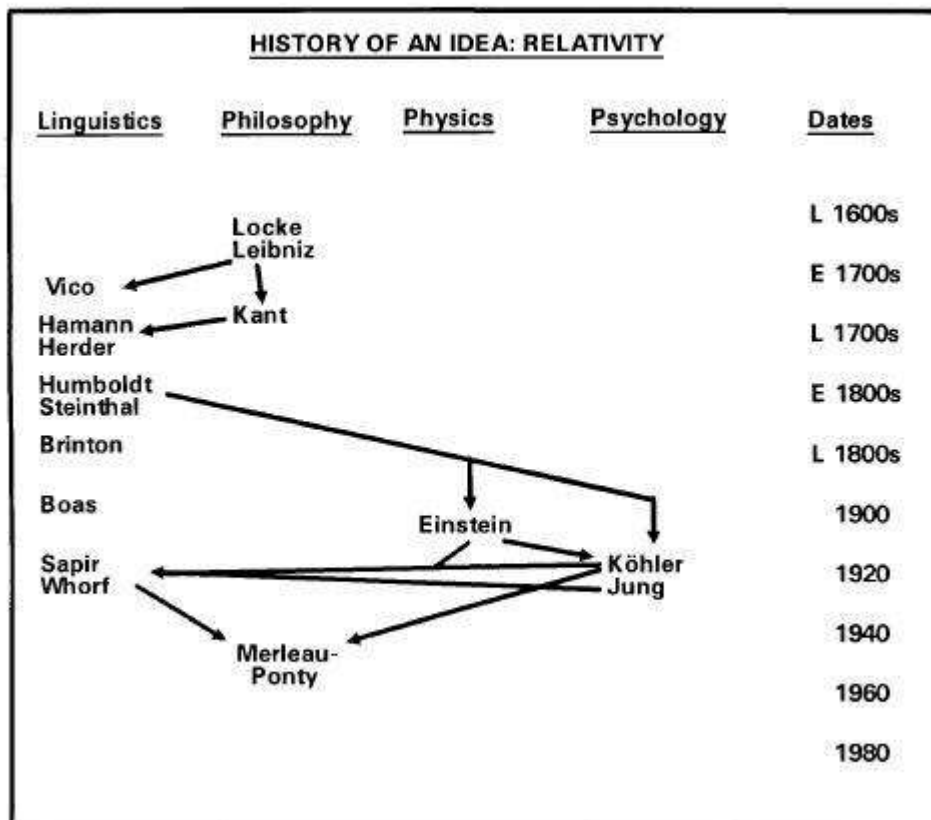 HISTORY OF AN IDEA: RELATIVITY
Linguistics Philosophy Physics Psychology Dates
L 1600s
Locke
Leibniz
E 1700s
Vico
Kant
Hamann
Herder
L 1700s
Humboldt
Steinthal
E 1800s
Brinton
L 1800s
Boas
1900
Einstein
Sapir
Whorf
Köhler
Jung
1920
1940
Merleau-
Ponty
1960
1980